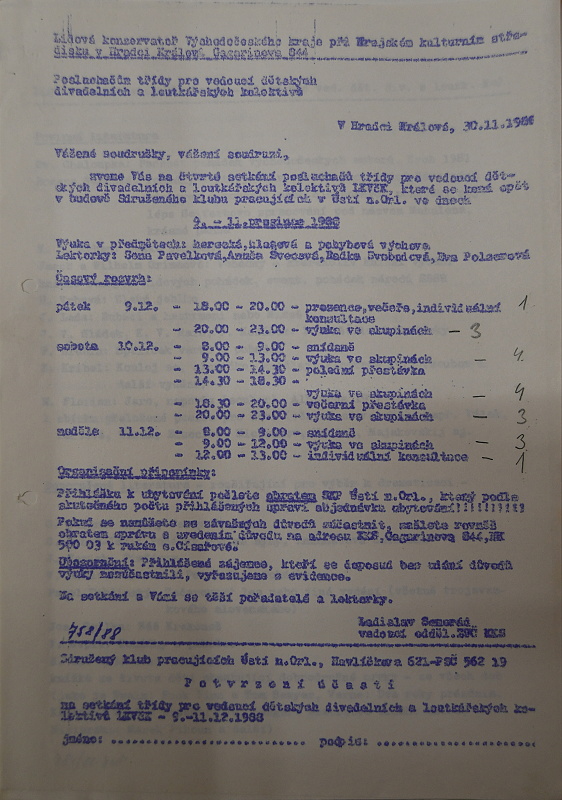 Lidová konzervatoř Východočeského kraje při Krajském kulturním stře-
disku v Hradci Králové Gagarinova 844
Posluchačům třídy pro vedoucí dětských
divadelních a loutkářských kolektivů
V Hradci Králové, 30.11.1988
Vážené soudružky, vážení soudruzi,
zveme Vás na čtvrté setkání posluchačů třídy pro vedoucí dět-
ských divadelních a loutkářských kolektivů LKVčK, která se koná opět
v budově Sdruženého klubu pracujících v Ústí n.Orl. ve dnech
9. - 11.prosince 1988
Výuka v předmětech: herecká,hlasová a pohybová výchova
Lektorky: Soňa Pavelková, Anna Švecová, Radka Svobodová, Eva Polzerová
Časový rozvrh:
pátek 9.12. - 18.00 - 20.00 - prezence,večeře,individuální 1
konzultace
- 20.00 - 23.00 - výuka ve skupinách - 3
sobota 10.12. - 8.00 - 9.00 - snídaně
- 9.00 - 13.00 - výuka ve skupinách - 4
- 13.00 - 14.30 - polední přestávka
- 14.30 - 18.30 -
výuka ve skupinách - 4
- 18.30 - 20.00 - večerní přestávka
- 20.00 - 23.00 - výuka ve skupinách - 3
neděle 11.12. - 8.00 - 9.00 - snídaně
- 9.00 - 12.00 - výuka ve skupinách - 3
- 12.00 - 13.00 - individuální konzultace - 1
Organizační připomínky:
Přihlášku k ubytování pošlete obratem SKP Ústí n.Orl., který podle
skutečného počtu přihlášených upraví objednávku ubytování!!!!!!!!!!
Pokud se nemůžete ze závažných důvodů zúčastnit, zašlete rovněž
obratem zprávu s uvedením důvodu na adresu KKS,Gagarinova 844,HK
500 03 k rukám s.Císařové.
Upozornění: Přihlášené zájemce, kteří se doposud bez udání důvodů
výuky nezúčastnili, vyřazujeme z evidence.
Na setkání s Vámi se těší pořadatelé a lektorky.
Ladislav Semerád
vedoucí odděl.ZUČ KKS
752/88
Sdružený klub pracujících Ústí n.Orl., Havlíčkova 621-PSČ 562 19
P o t v r z e n í ú č a s t i
na setkání třídy pro vedoucí dětských divadelních a loutkářských ko-
lektivů LKVčK - 9.-11.12.1988
jméno: .................................. podpis: ...........................